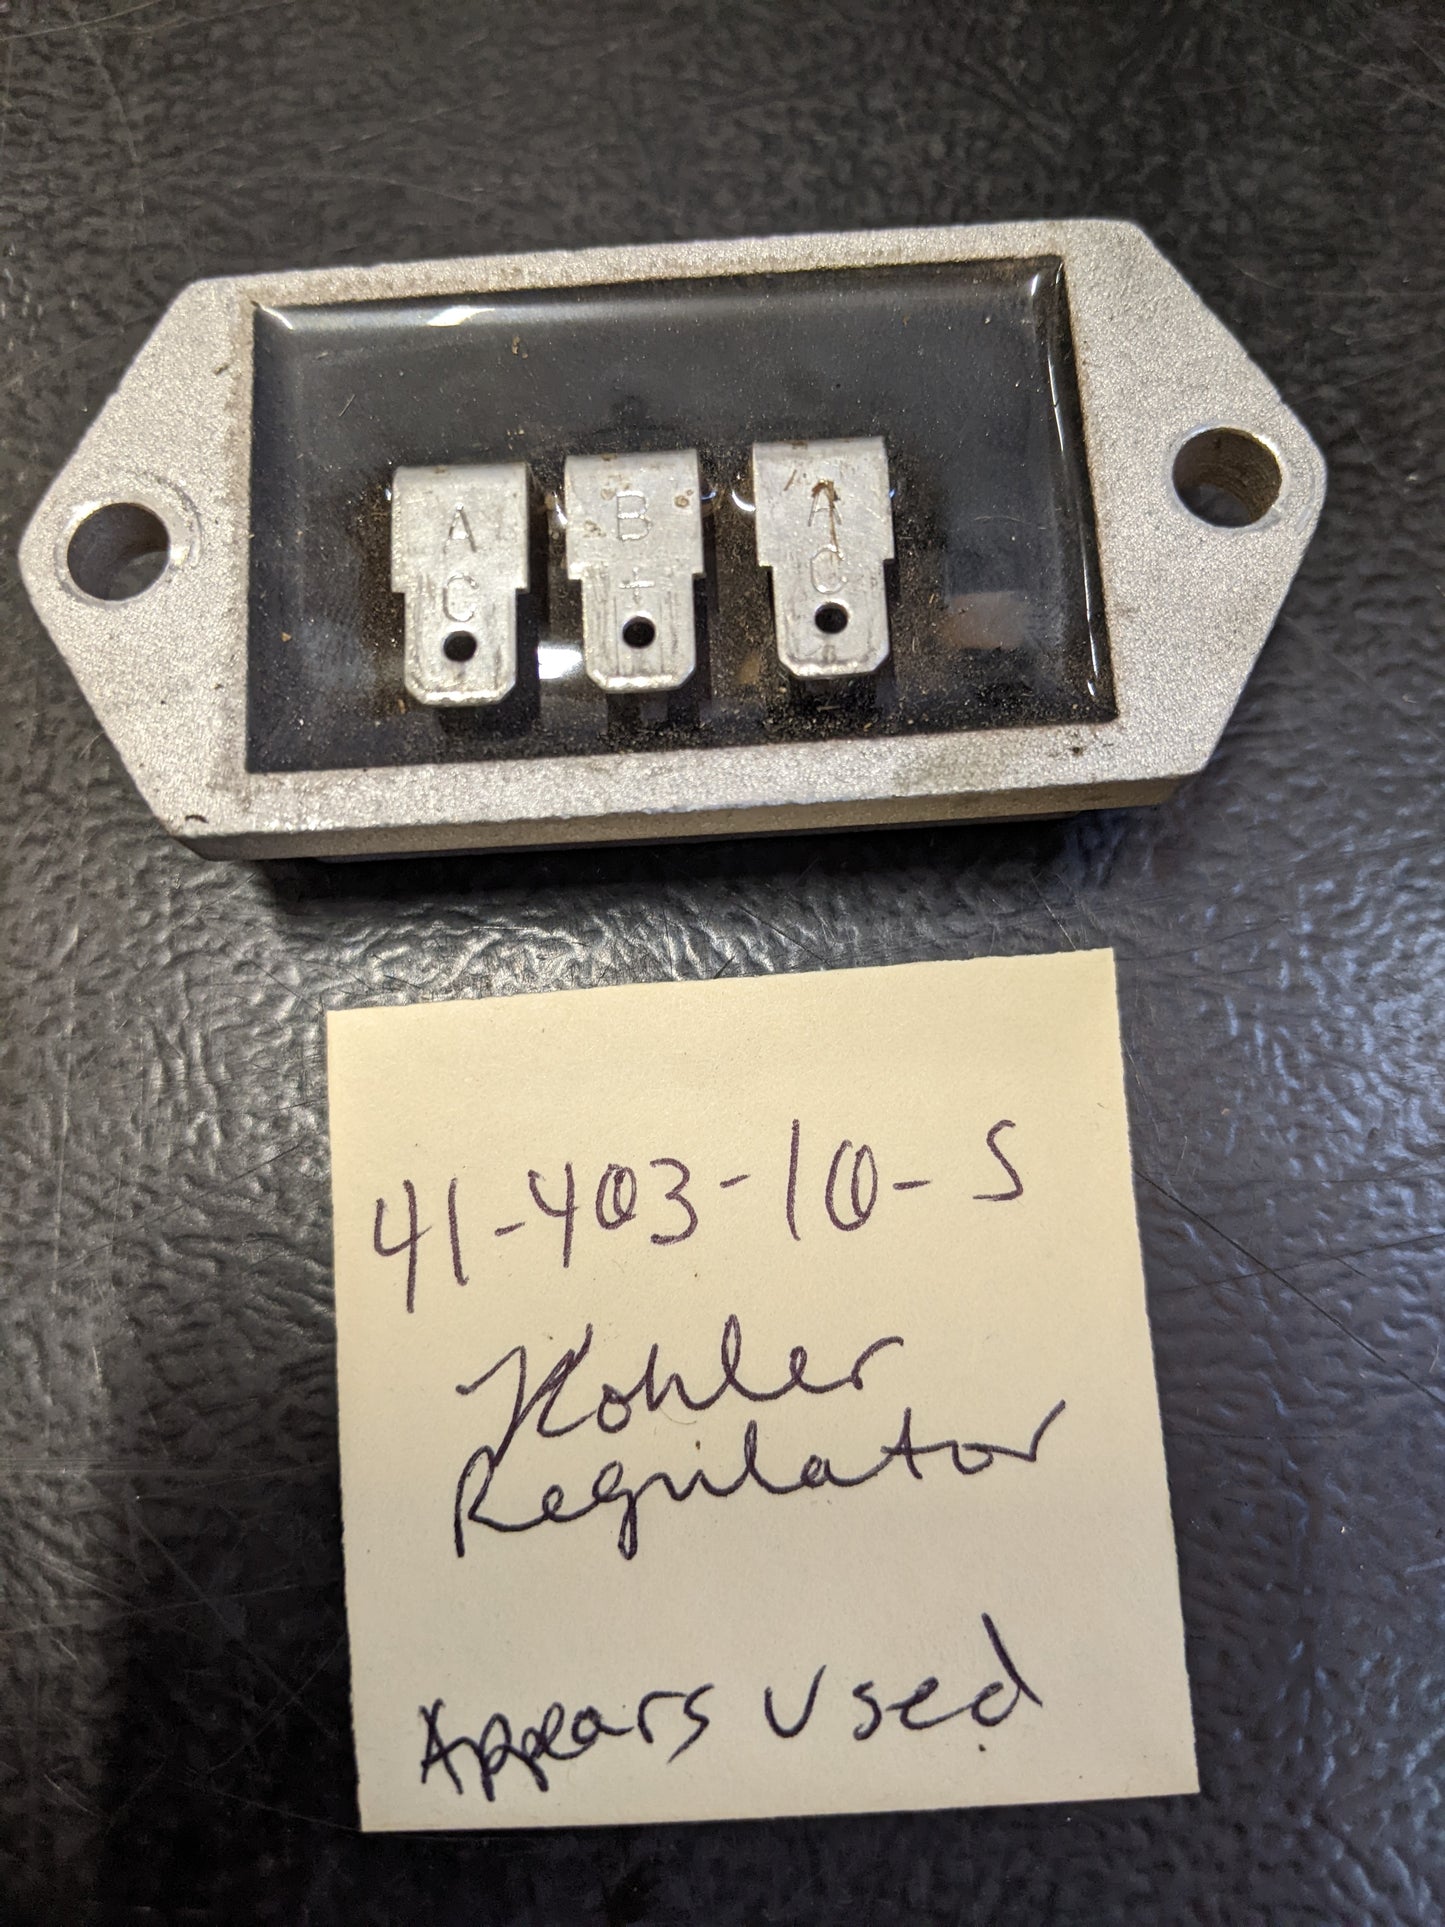 A B A
C + C
41-403-10-S
Kohler
Regulator
Appears Used